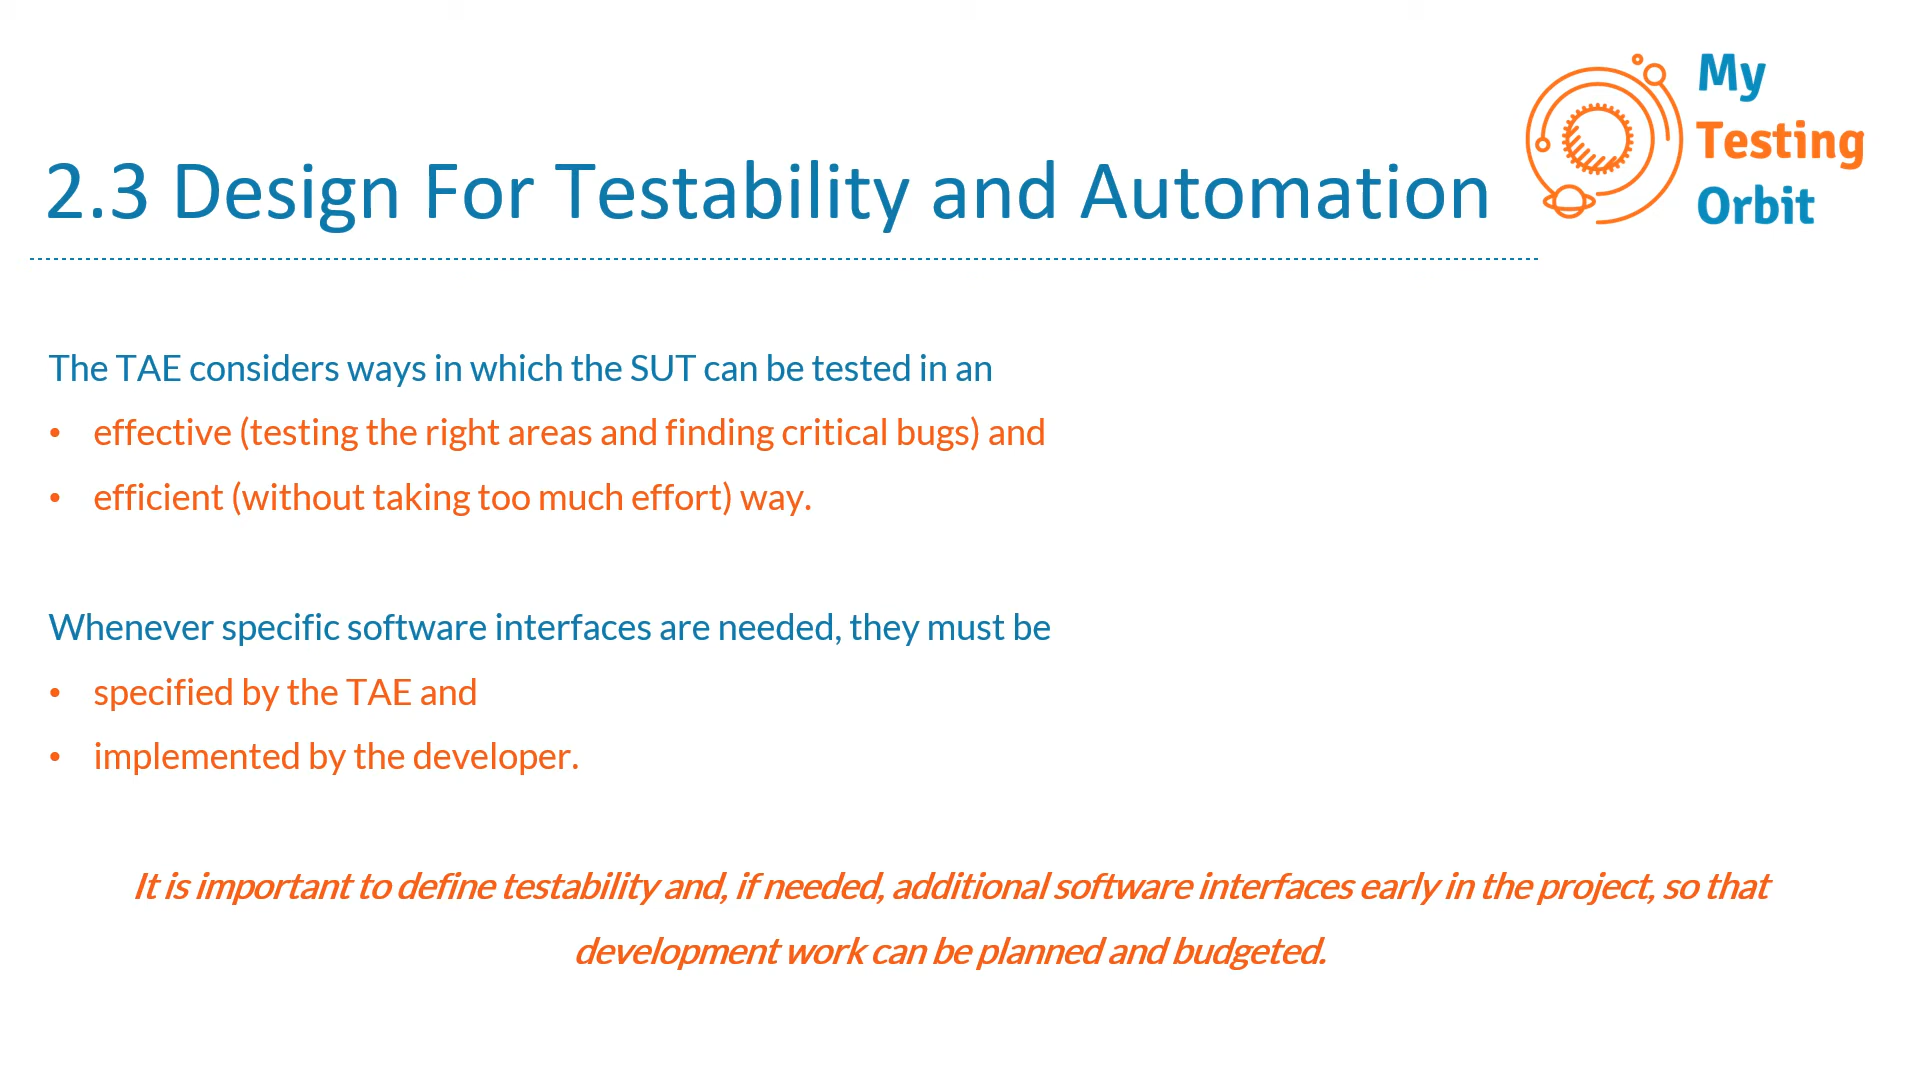 My
Testing
Orbit
2.3 Design For Testability and Automation
The TAE considers ways in which the SUT can be tested in an
• effective (testing the right areas and finding critical bugs) and
• efficient (without taking too much effort) way.
Whenever specific software interfaces are needed, they must be
• specified by the TAE and
• implemented by the developer.
It is important to define testability and, if needed, additional software interfaces early in the project, so that
development work can be planned and budgeted.